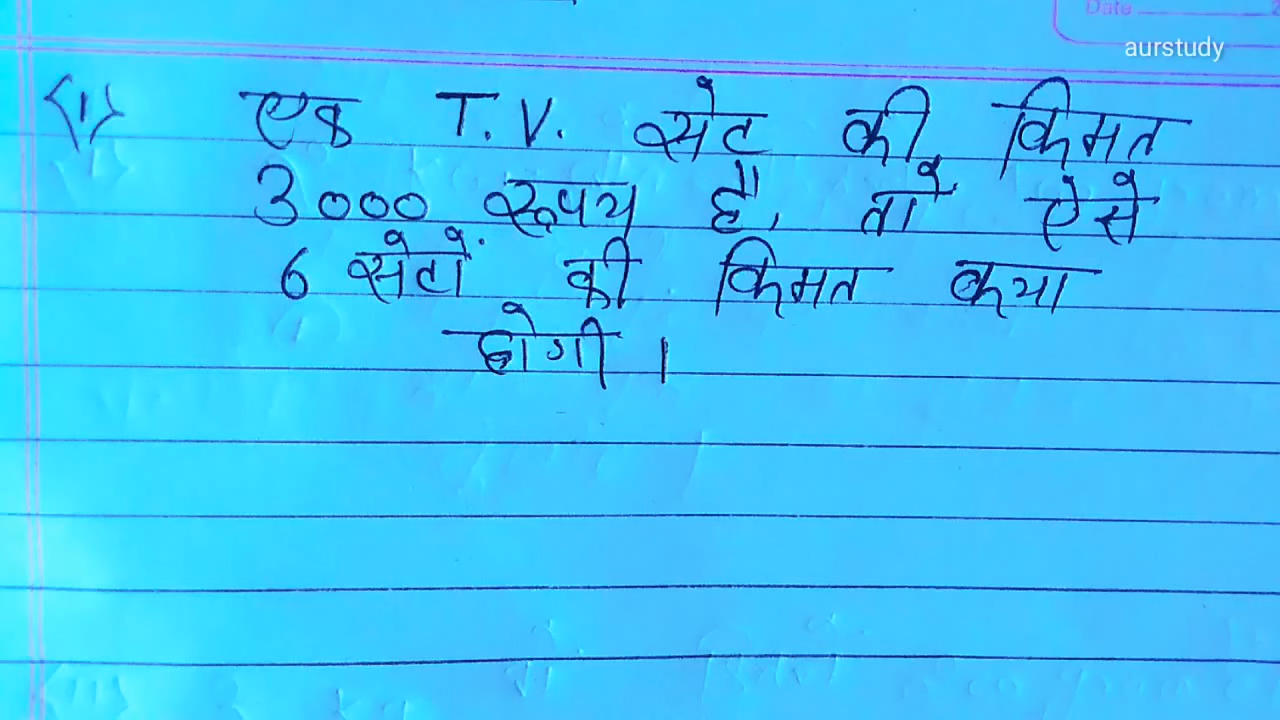 Date
aurstudy
<1> एक T.V. सेट की किमत
3000 रूपय है, तो ऐसे
6 सेटों की किमत क्या
होगी ।